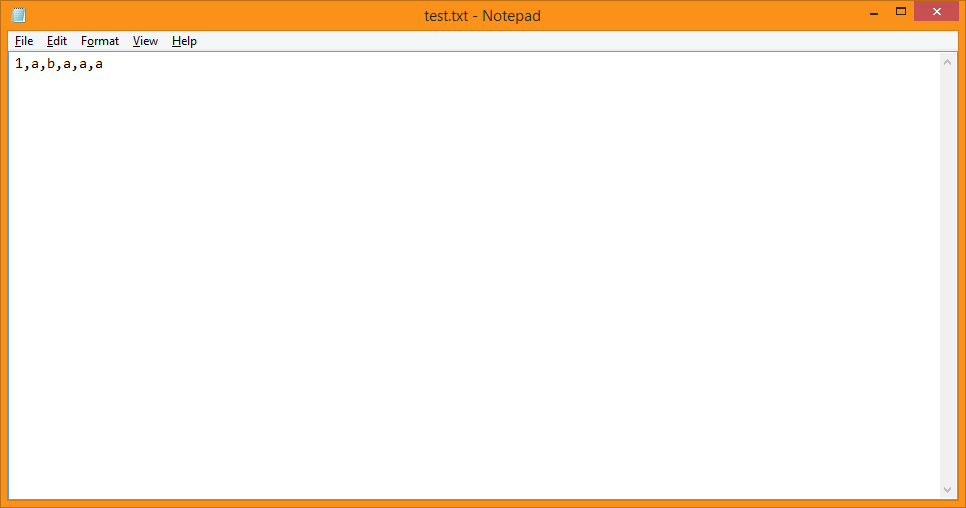 test.txt - Notepad
File Edit Format View Help
1,a,b,a,a,a